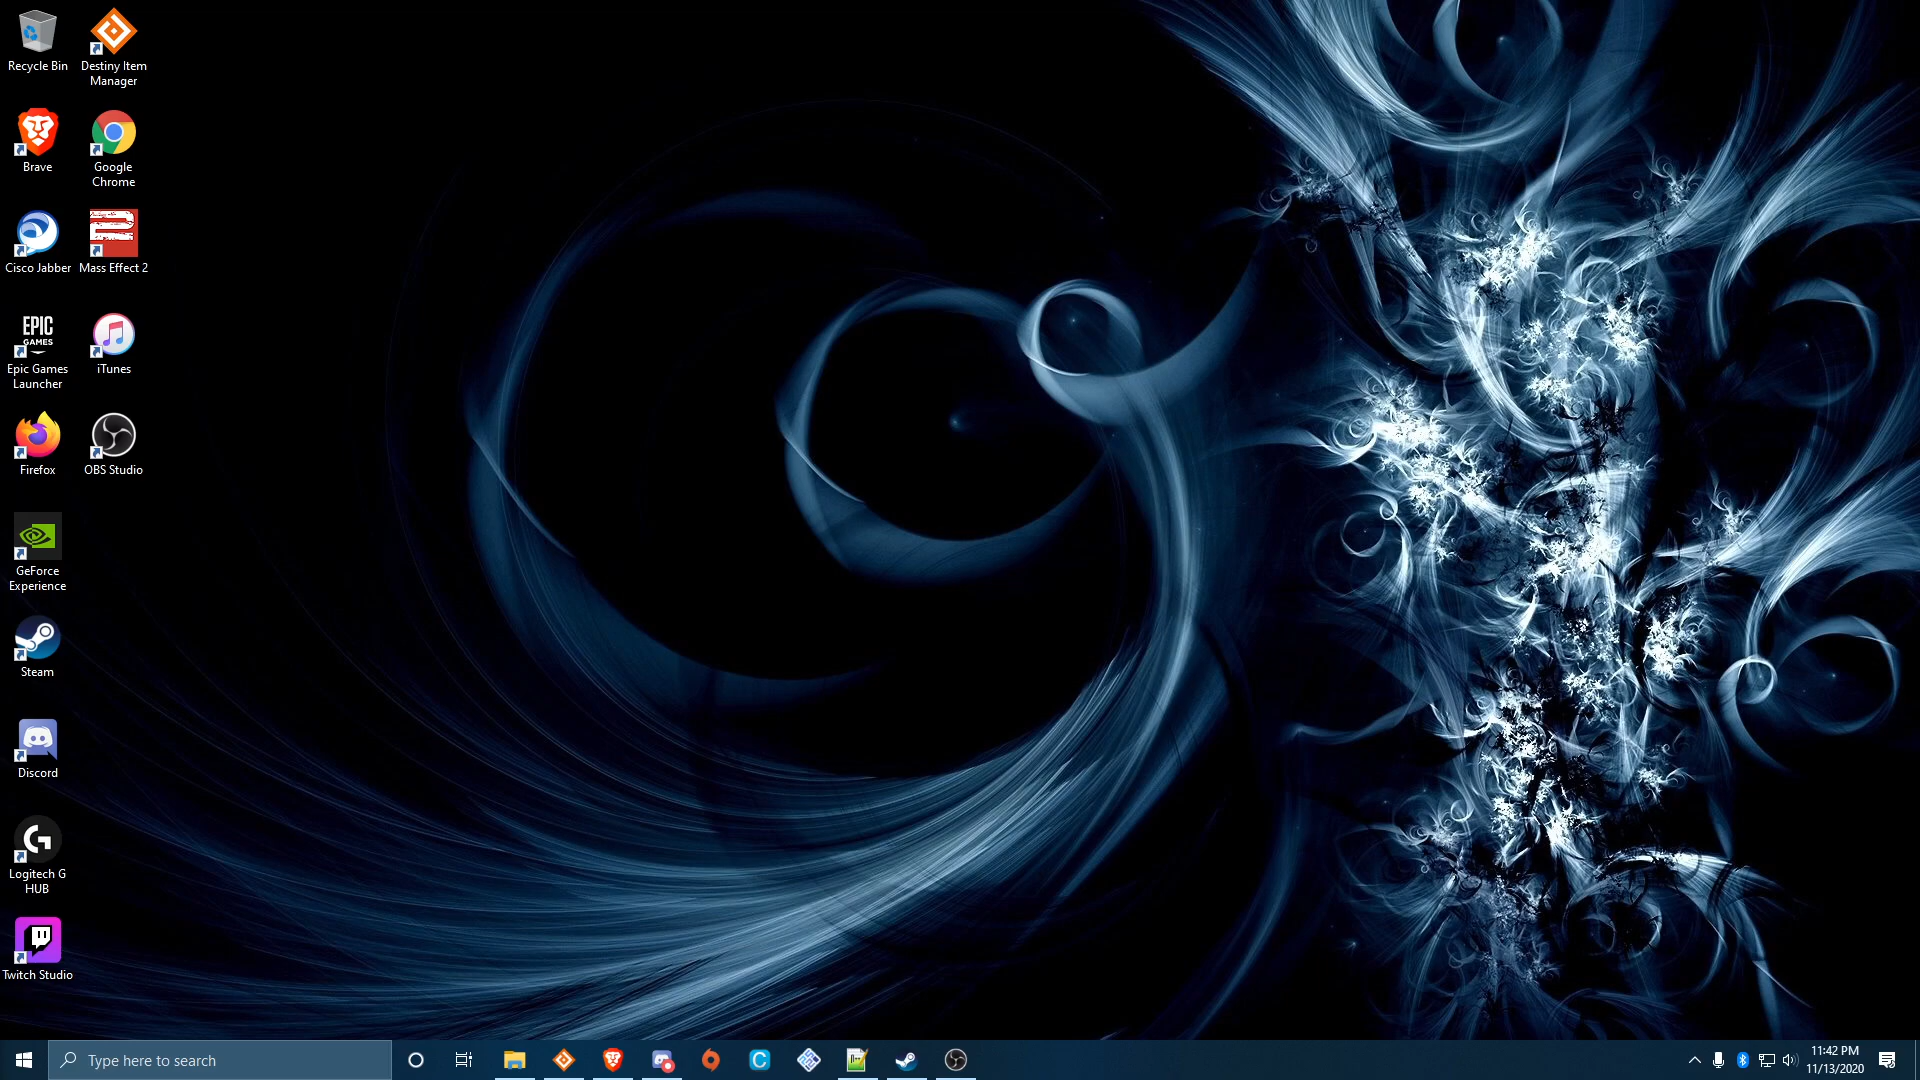 Recycle Bin
Destiny Item
Manager
Brave
Google
Chrome
Cisco Jabber
Mass Effect 2
EPIC
GAMES
Epic Games
Launcher
iTunes
Firefox
OBS Studio
GeForce
Experience
Steam
Discord
Logitech G
HUB
Twitch Studio
Type here to search
11:42 PM
11/13/2020